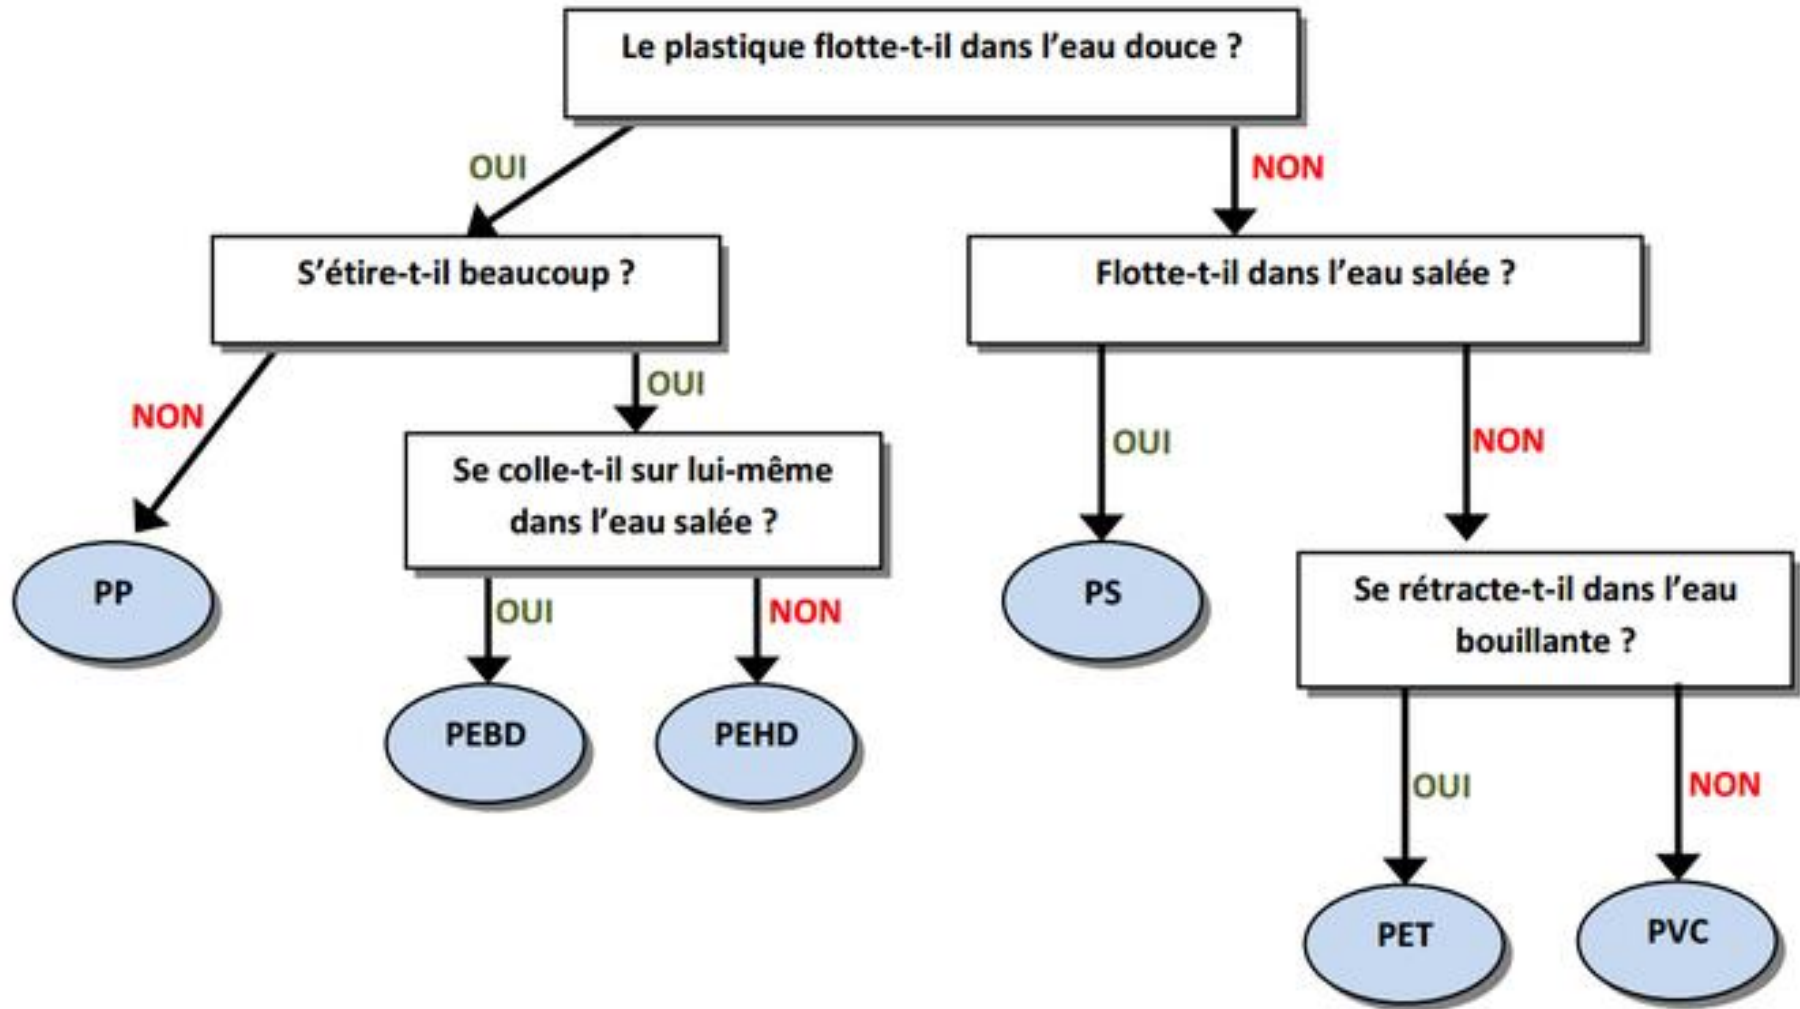 Le plastique flotte-t-il dans l’eau douce ?
OUI
NON
S’étire-t-il beaucoup ?
Flotte-t-il dans l’eau salée ?
NON
OUI
OUI
NON
Se colle-t-il sur lui-même
dans l’eau salée ?
PP
OUI
NON
PS
Se rétracte-t-il dans l’eau
bouillante ?
PEBD
PEHD
OUI
NON
PET
PVC